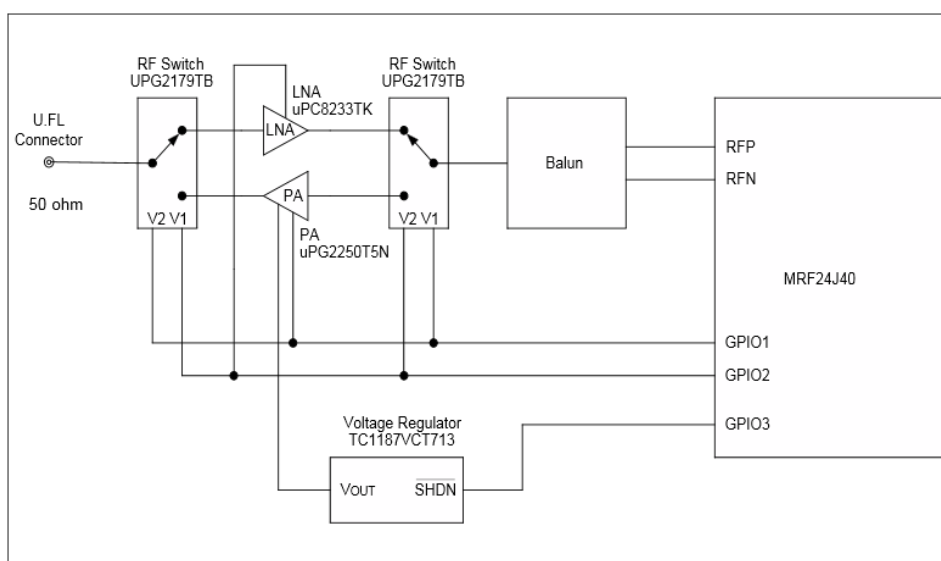 RF Switch
UPG2179TB
RF Switch
UPG2179TB
LNA
uPC8233TK
U.FL
Connector
LNA
RFP
Balun
RFN
PA
50 ohm
V2 V1
V2 V1
PA
uPG2250T5N
MRF24J40
GPIO1
GPIO2
Voltage Regulator
TC1187VCT713
GPIO3
VOUT
SHDN